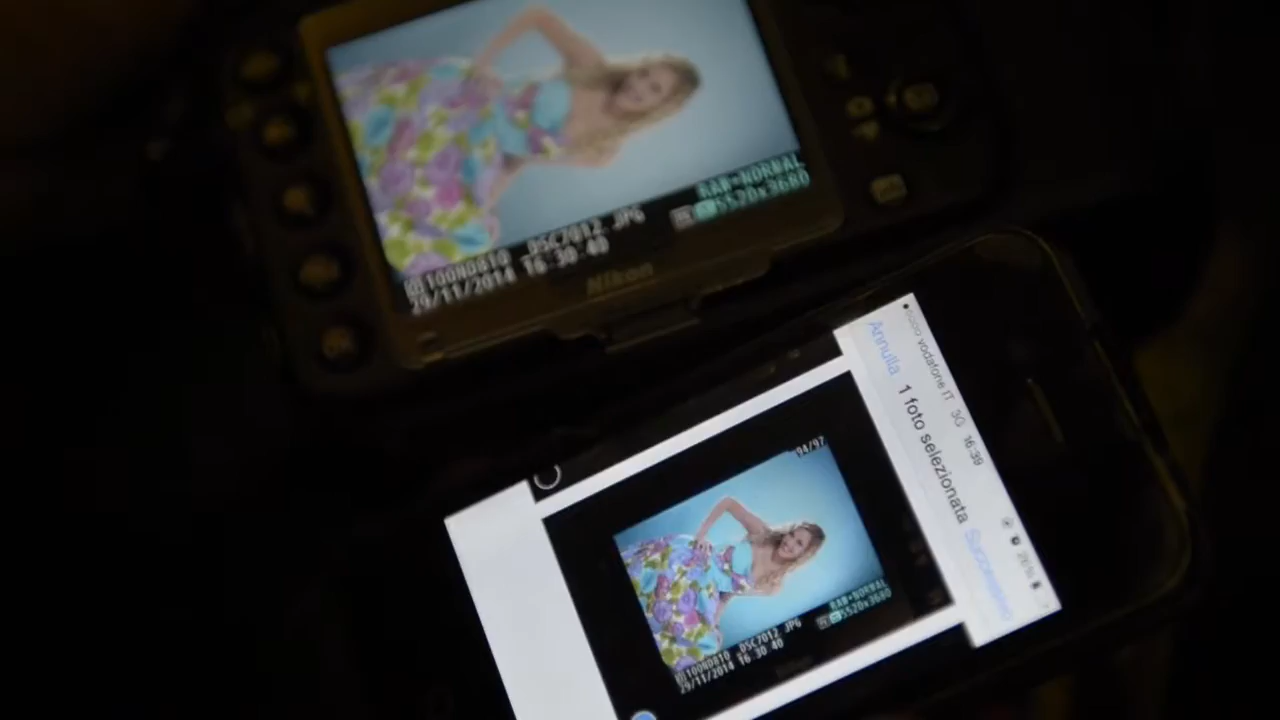 RAW+NORMAL
5520x3680
100ND810 DSC7012 JPG
29/11/2014 16:30:40
Nikon
vodafone IT 3G 16:39
Annulla 1 foto selezionata Successivo
94/97
RAW+NORMAL
5520x3680
100ND810 DSC7012 JPG
29/11/2014 16:30:40